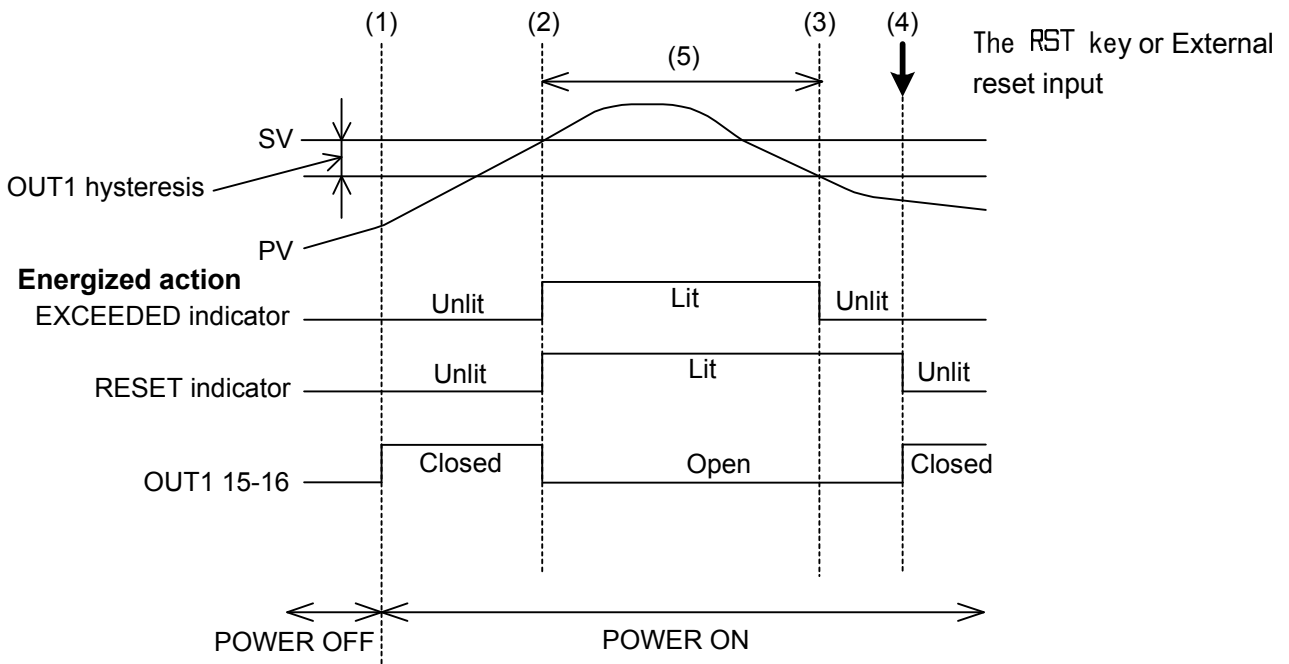 (1)
(2)
(3)
(4)
The RST key or External
reset input
(5)
SV
OUT1 hysteresis
PV
Energized action
EXCEEDED indicator
Unlit
Lit
Unlit
RESET indicator
Unlit
Lit
Unlit
OUT1 15-16
Closed
Open
Closed
POWER OFF
POWER ON